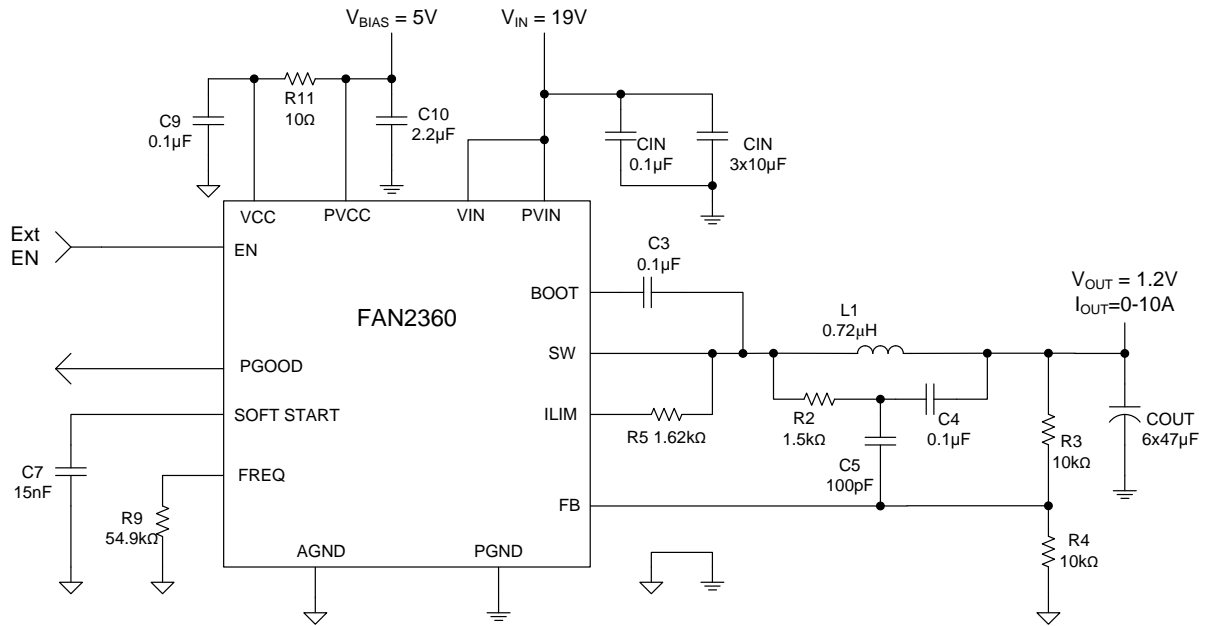 VBIAS = 5V
VIN = 19V
C9
0.1µF
R11
10Ω
C10
2.2µF
CIN
0.1µF
CIN
3x10µF
VCC
PVCC
VIN
PVIN
Ext
EN
EN
C3
0.1µF
BOOT
VOUT = 1.2V
IOUT=0-10A
FAN2360
L1
0.72µH
SW
PGOOD
SOFT START
ILIM
R5 1.62kΩ
R2
1.5kΩ
C4
0.1µF
COUT
6x47µF
R3
10kΩ
C5
100pF
C7
15nF
FREQ
FB
R9
54.9kΩ
R4
10kΩ
AGND
PGND